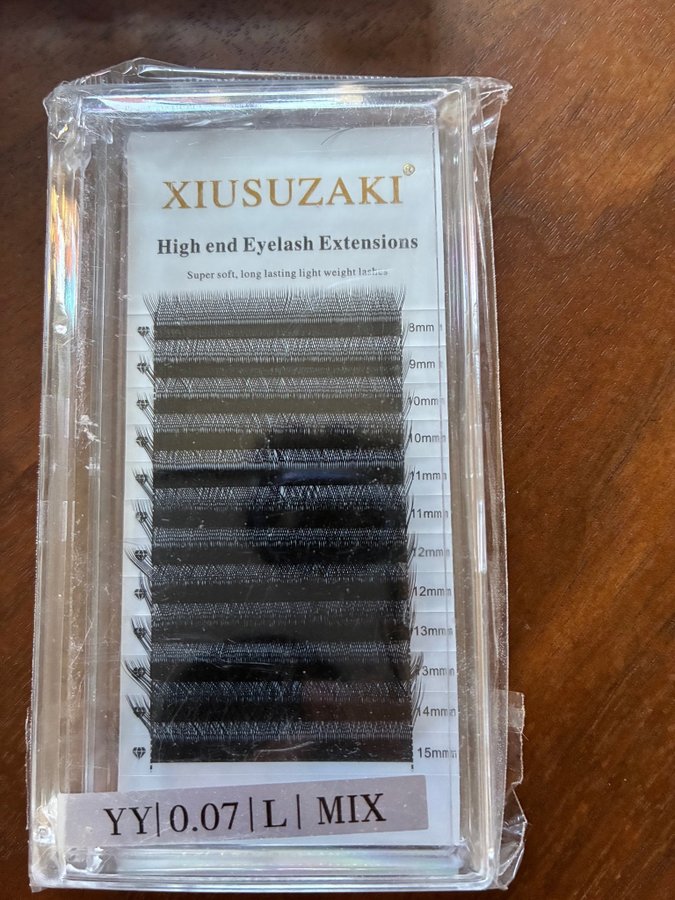 XIUSUZAKI®
High end Eyelash Extensions
Super soft, long lasting light weight lashes
8mm
9mm
10mm
10mm
11mm
11mm
12mm
12mm
13mm
13mm
14mm
15mm
YY|0.07|L| MIX